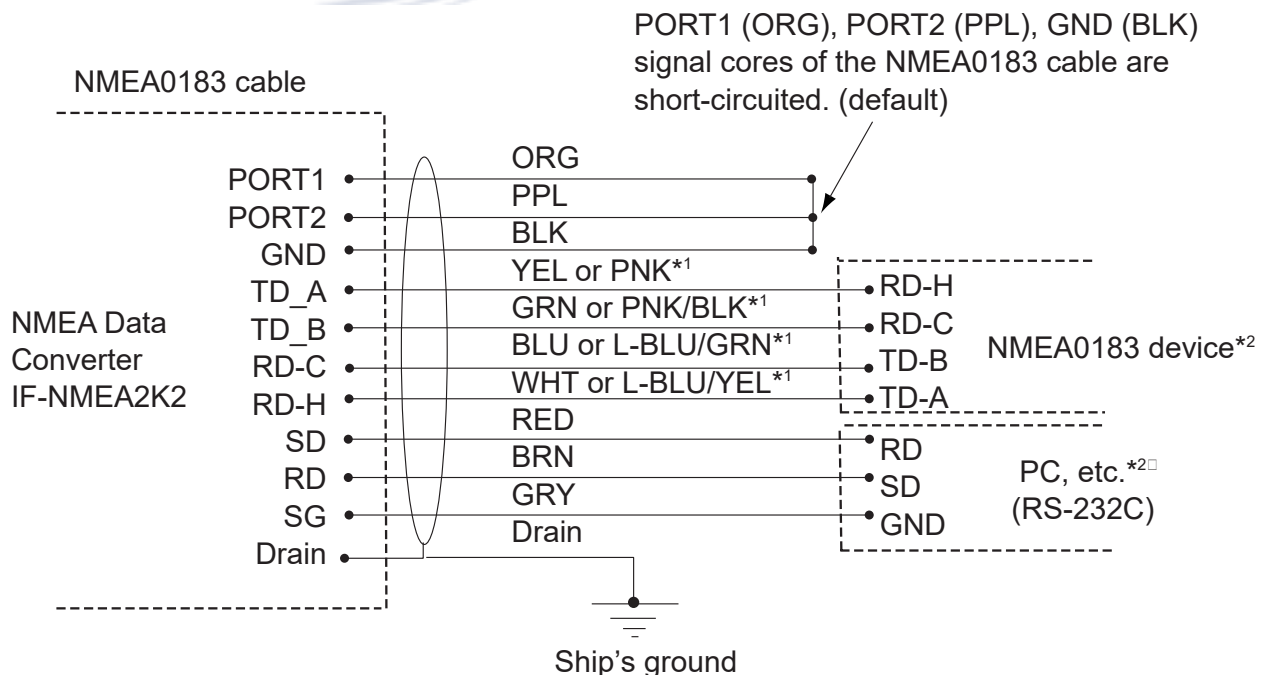 PORT1 (ORG), PORT2 (PPL), GND (BLK)
signal cores of the NMEA0183 cable are
short-circuited. (default)
NMEA0183 cable
NMEA Data
Converter
IF-NMEA2K2
PORT1
PORT2
GND
TD_A
TD_B
RD-C
RD-H
SD
RD
SG
Drain
ORG
PPL
BLK
YEL or PNK*1
GRN or PNK/BLK*1
BLU or L-BLU/GRN*1
WHT or L-BLU/YEL*1
RED
BRN
GRY
Drain
RD-H
RD-C
TD-B
TD-A
NMEA0183 device*2
RD
SD
GND
PC, etc.*2□
(RS-232C)
Ship's ground